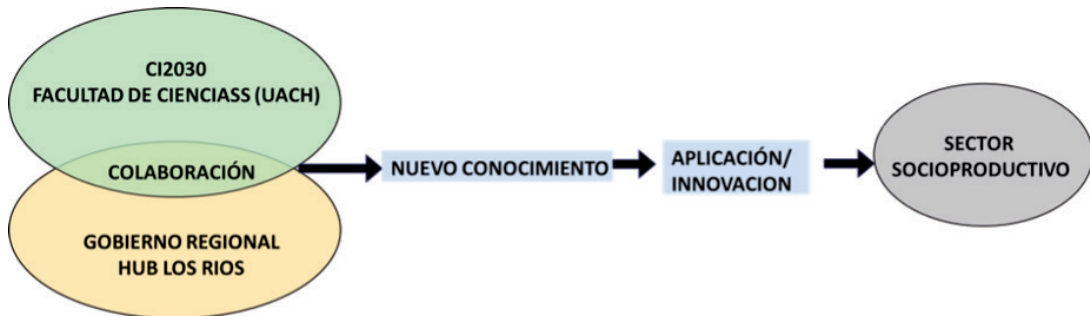 CI2030
FACULTAD DE CIENCIASS (UACH)
COLABORACIÓN
GOBIERNO REGIONAL
HUB LOS RIOS
NUEVO CONOCIMIENTO
APLICACIÓN/
INNOVACION
SECTOR
SOCIOPRODUCTIVO